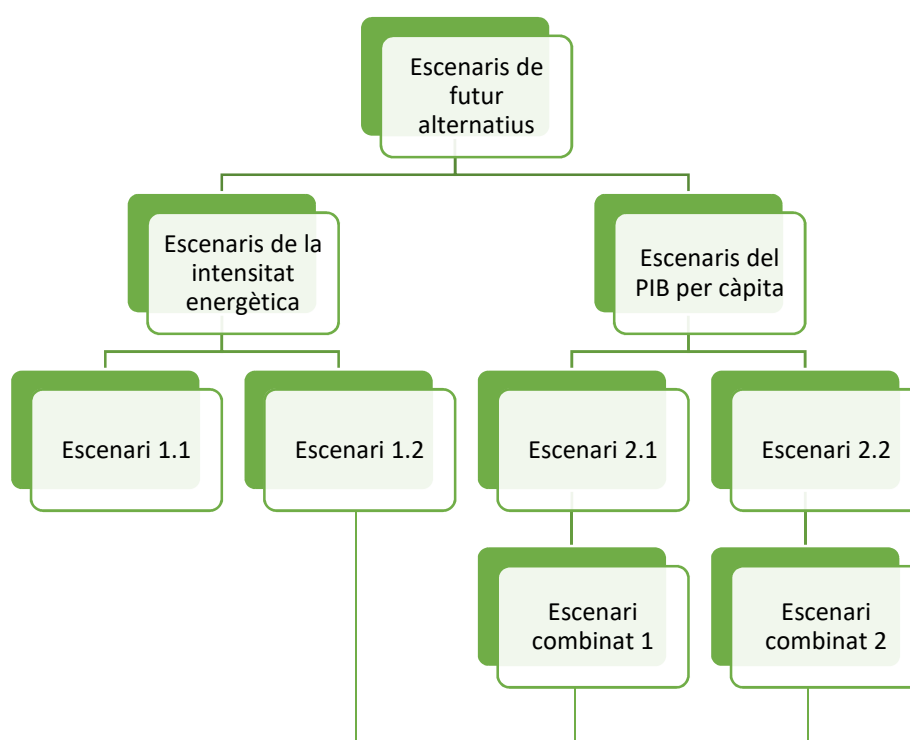 Escenaris de
futur
alternatius
Escenaris de la
intensitat
energètica
Escenaris del
PIB per càpita
Escenari 1.1
Escenari 1.2
Escenari 2.1
Escenari 2.2
Escenari
combinat 1
Escenari
combinat 2